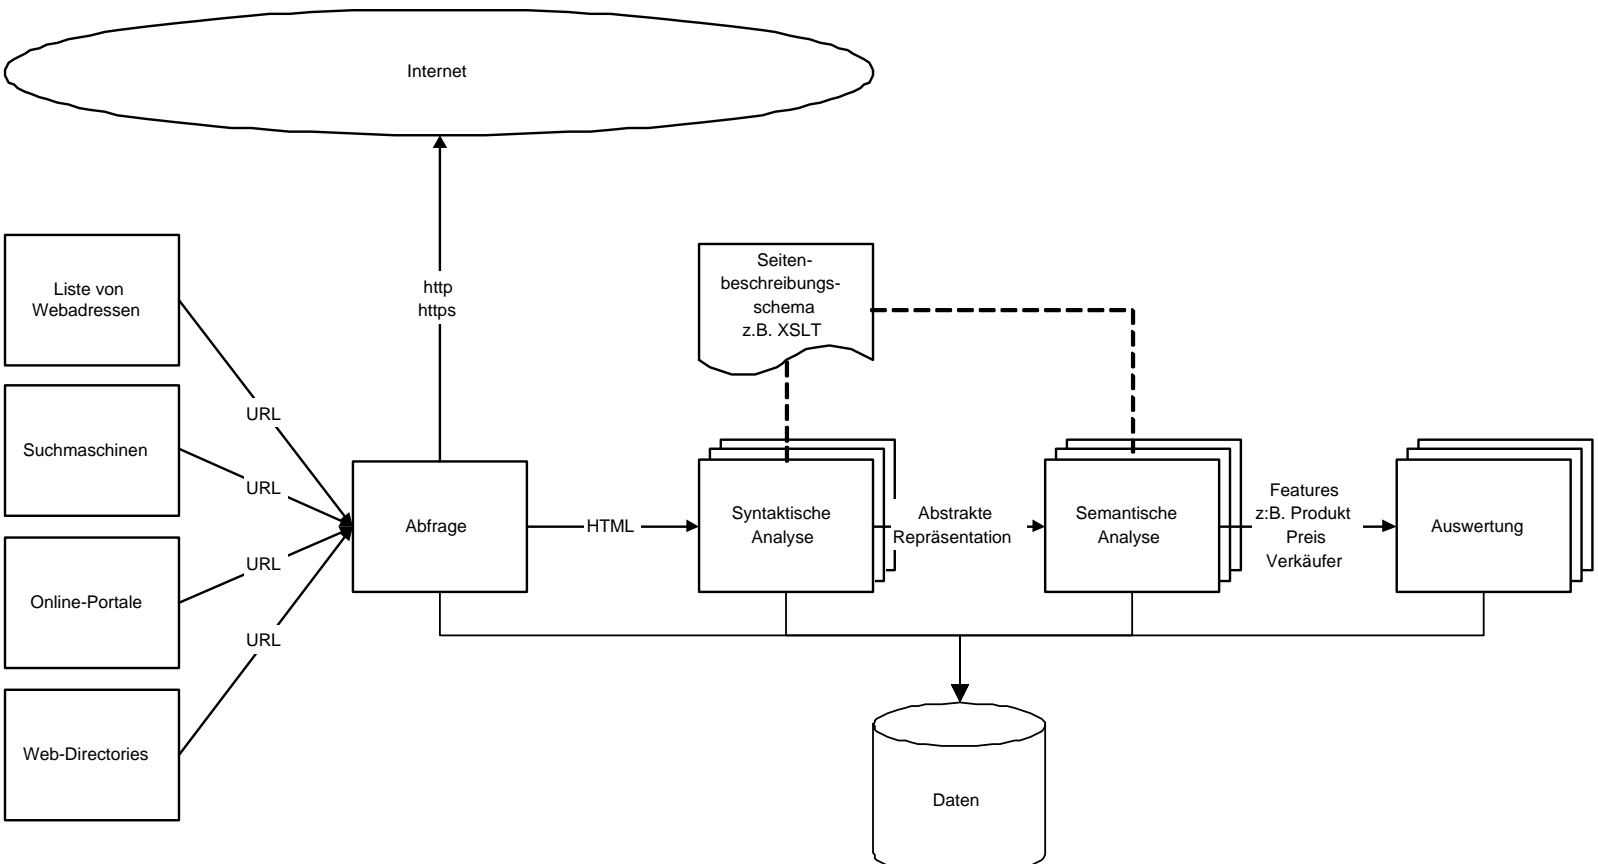 Internet
http
https
Liste von
Webadressen
Suchmaschinen
Online-Portale
Web-Directories
URL
URL
URL
URL
Abfrage
HTML
Seiten-
beschreibungs-
schema
z.B. XSLT
Syntaktische
Analyse
Abstrakte
Repräsentation
Semantische
Analyse
Features
z:B. Produkt
Preis
Verkäufer
Auswertung
Daten